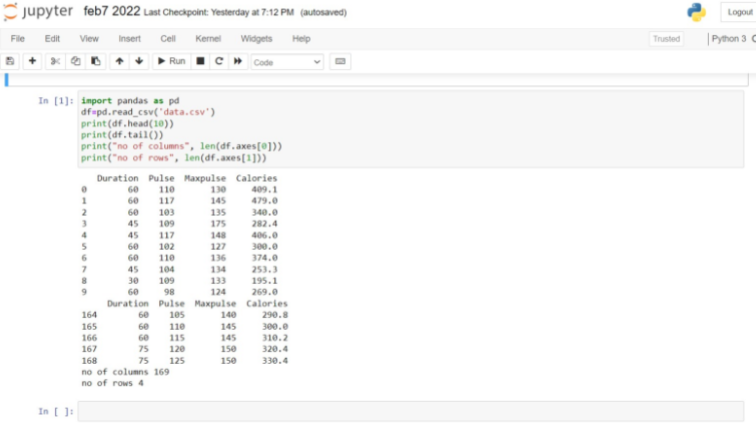 jupyter feb7 2022 Last Checkpoint: Yesterday at 7:12 PM (autosaved) Logout
File Edit View Insert Cell Kernel Widgets Help Trusted Python 3
Run Code
In [1]: import pandas as pd
df=pd.read_csv('data.csv')
print(df.head(10))
print(df.tail())
print("no of columns", len(df.axes[0]))
print("no of rows", len(df.axes[1]))
Duration Pulse Maxpulse Calories
0 60 110 130 409.1
1 60 117 145 479.0
2 60 103 135 340.0
3 45 109 175 282.4
4 45 117 148 406.0
5 60 102 127 300.0
6 60 110 136 374.0
7 45 104 134 253.3
8 30 109 133 195.1
9 60 98 124 269.0
Duration Pulse Maxpulse Calories
164 60 105 140 290.8
165 60 110 145 300.0
166 60 115 145 310.2
167 75 120 150 320.4
168 75 125 150 330.4
no of columns 169
no of rows 4
In [ ]: